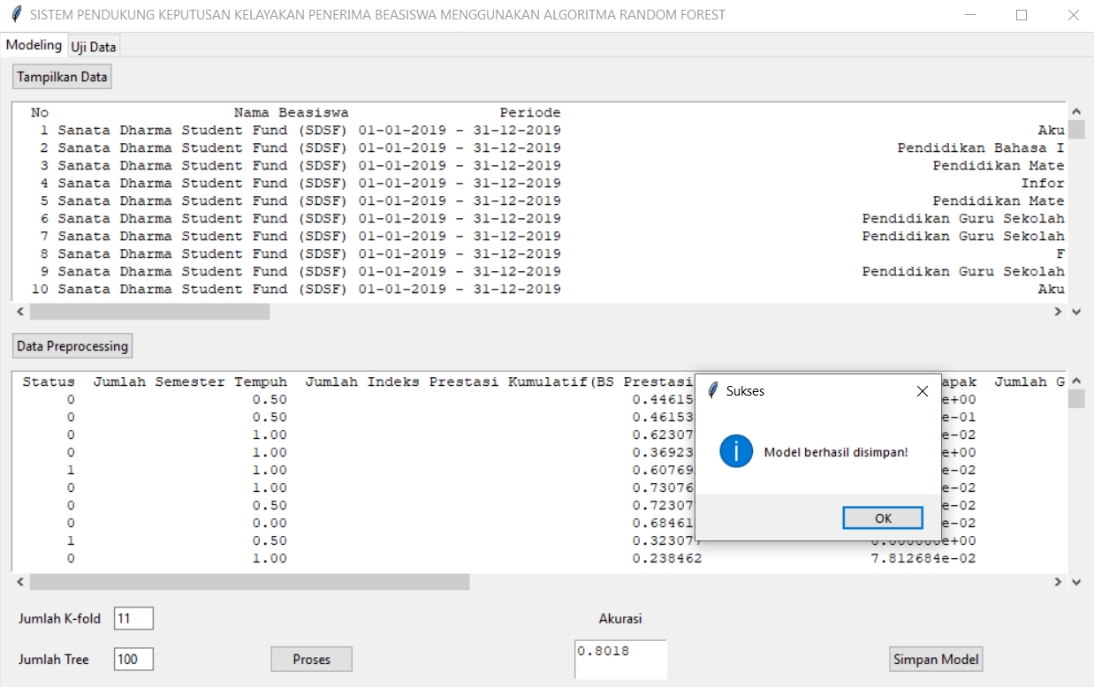 SISTEM PENDUKUNG KEPUTUSAN KELAYAKAN PENERIMA BEASISWA MENGGUNAKAN ALGORITMA RANDOM FOREST
Modeling Uji Data
Tampilkan Data
No Nama Beasiswa Periode
1 Sanata Dharma Student Fund (SDSF) 01-01-2019 - 31-12-2019 Aku
2 Sanata Dharma Student Fund (SDSF) 01-01-2019 - 31-12-2019 Pendidikan Bahasa I
3 Sanata Dharma Student Fund (SDSF) 01-01-2019 - 31-12-2019 Pendidikan Mate
4 Sanata Dharma Student Fund (SDSF) 01-01-2019 - 31-12-2019 Infor
5 Sanata Dharma Student Fund (SDSF) 01-01-2019 - 31-12-2019 Pendidikan Mate
6 Sanata Dharma Student Fund (SDSF) 01-01-2019 - 31-12-2019 Pendidikan Guru Sekolah
7 Sanata Dharma Student Fund (SDSF) 01-01-2019 - 31-12-2019 Pendidikan Guru Sekolah
8 Sanata Dharma Student Fund (SDSF) 01-01-2019 - 31-12-2019 F
9 Sanata Dharma Student Fund (SDSF) 01-01-2019 - 31-12-2019 Pendidikan Guru Sekolah
10 Sanata Dharma Student Fund (SDSF) 01-01-2019 - 31-12-2019 Aku
Data Preprocessing
Status Jumlah Semester Tempuh Jumlah Indeks Prestasi Kumulatif(BS Prestasi apak Jumlah G
0 0.50 0.44615 e+00
0 0.50 0.46153 e-01
0 1.00 0.62307 e-02
0 1.00 0.36923 e+00
1 1.00 0.60769 e-02
0 1.00 0.73076 e-02
0 0.50 0.72307 e-02
0 0.00 0.68461 e-02
1 0.50 0.323077 0.000000e+00
0 1.00 0.238462 7.812684e-02
Sukses
Model berhasil disimpan!
OK
Jumlah K-fold 11
Akurasi
Jumlah Tree 100
Proses
0.8018
Simpan Model